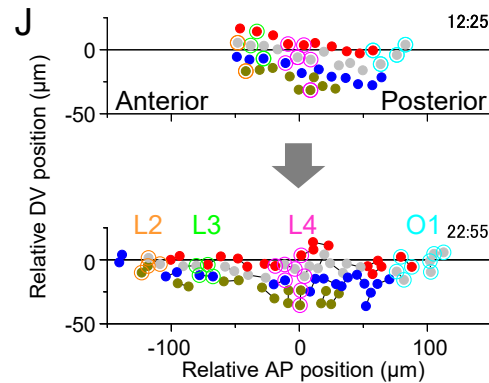 J
12:25
0
-50
Anterior
Posterior
Relative DV position (μm)
L2
L3
L4
O1
22:55
0
-50
-100
0
100
Relative AP position (μm)